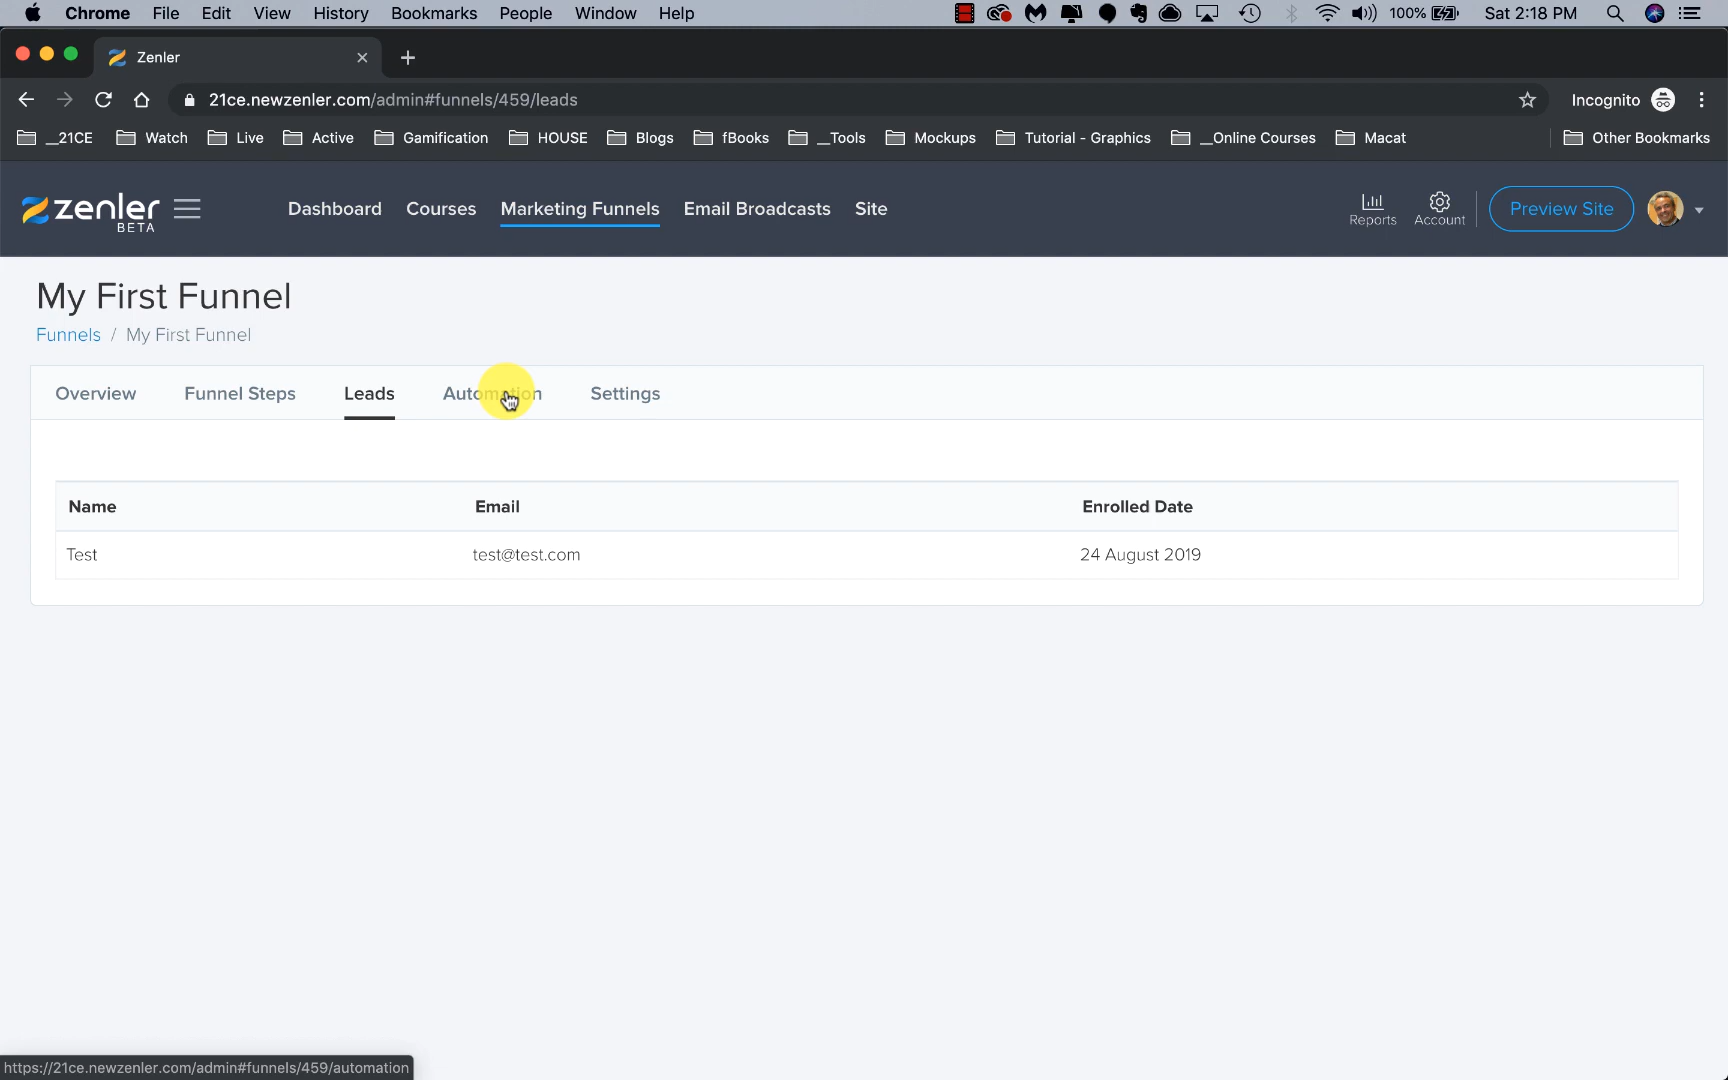 Chrome File Edit View History Bookmarks People Window Help 100% Sat 2:18 PM
Zenler
21ce.newzenler.com/admin#funnels/459/leads Incognito
__21CE Watch Live Active Gamification HOUSE Blogs fBooks __Tools Mockups Tutorial - Graphics __Online Courses Macat Other Bookmarks
zenler BETA Dashboard Courses Marketing Funnels Email Broadcasts Site Reports Account Preview Site
My First Funnel
Funnels / My First Funnel
Overview Funnel Steps Leads Automation Settings
Name Email Enrolled Date
Test test@test.com 24 August 2019
https://21ce.newzenler.com/admin#funnels/459/automation